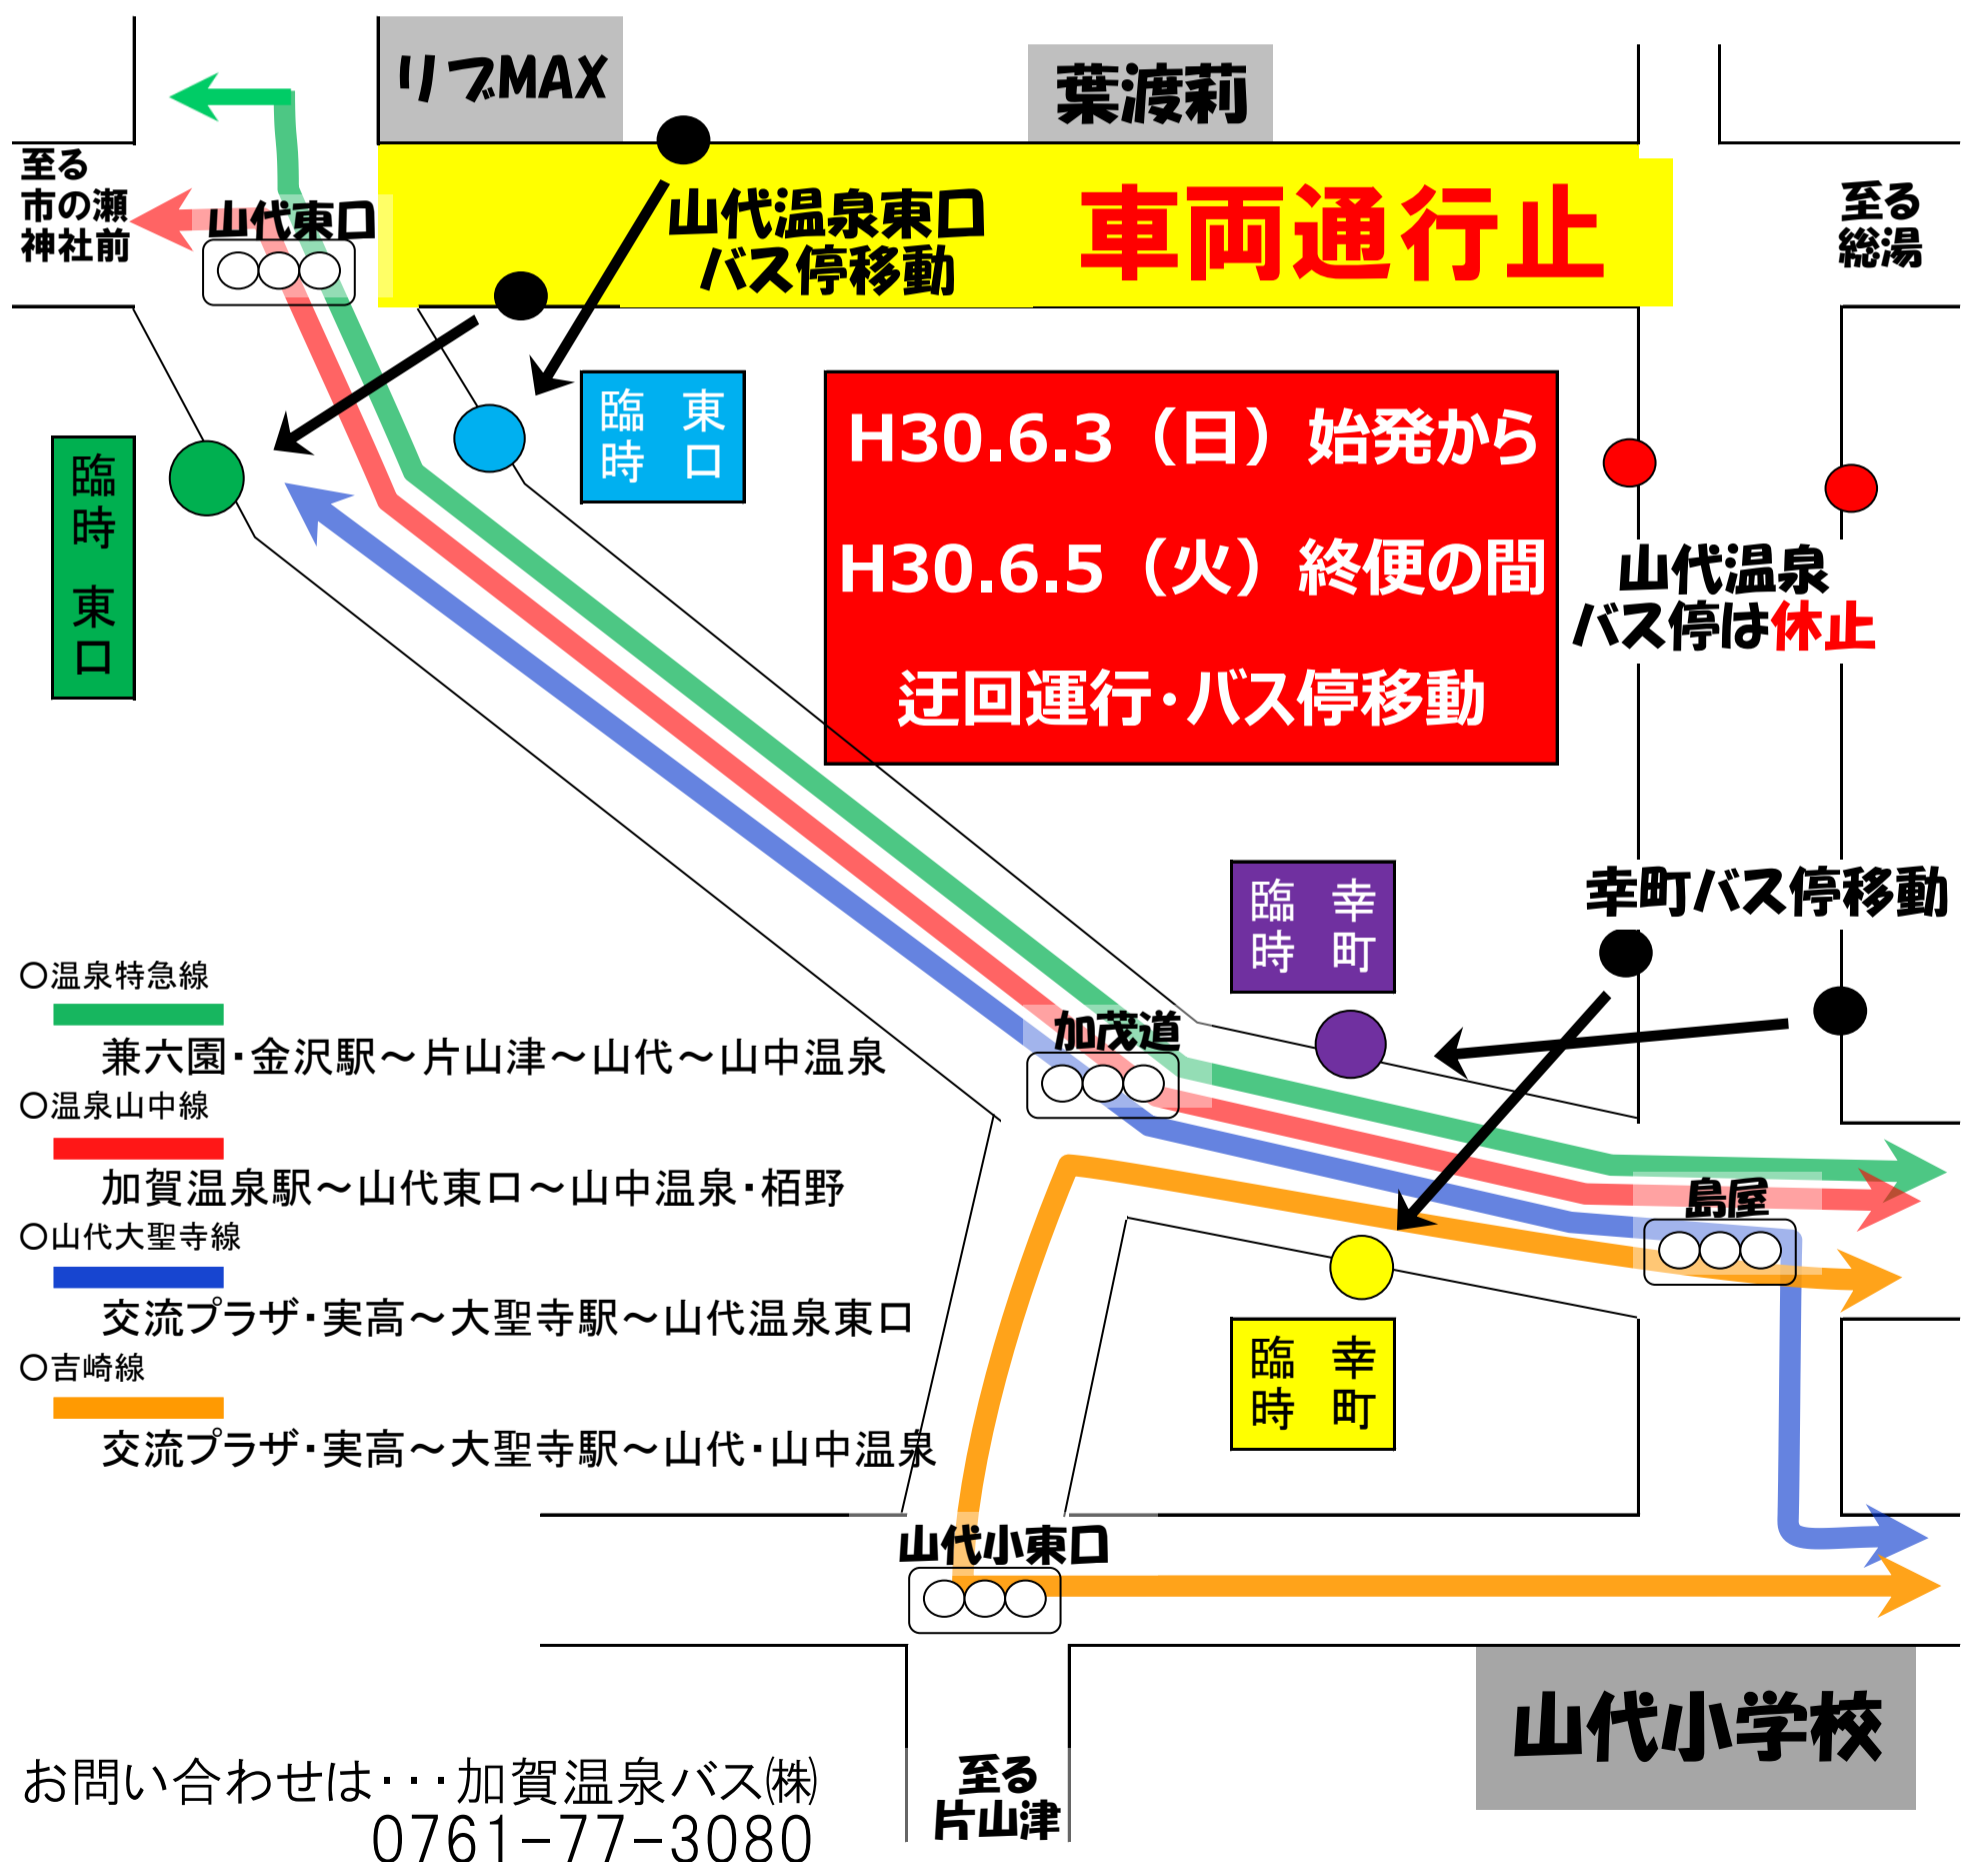 リブMAX
葉渡莉
至る
市の瀬
神社前
山代東口
山代温泉東口
バス停移動
車両通行止
至る
総湯
臨時 東口
臨時 東口
H30.6.3（日）始発から
H30.6.5（火）終便の間
迂回運行・バス停移動
山代温泉
バス停は休止
臨時 幸町
幸町バス停移動
加茂道
○温泉特急線
兼六園・金沢駅～片山津～山代～山中温泉
○温泉山中線
加賀温泉駅～山代東口～山中温泉・栢野
○山代大聖寺線
交流プラザ・実高～大聖寺駅～山代温泉東口
○吉崎線
交流プラザ・実高～大聖寺駅～山代・山中温泉
島屋
臨時 幸町
山代小東口
山代小学校
至る
片山津
お問い合わせは・・・加賀温泉バス㈱
0761-77-3080